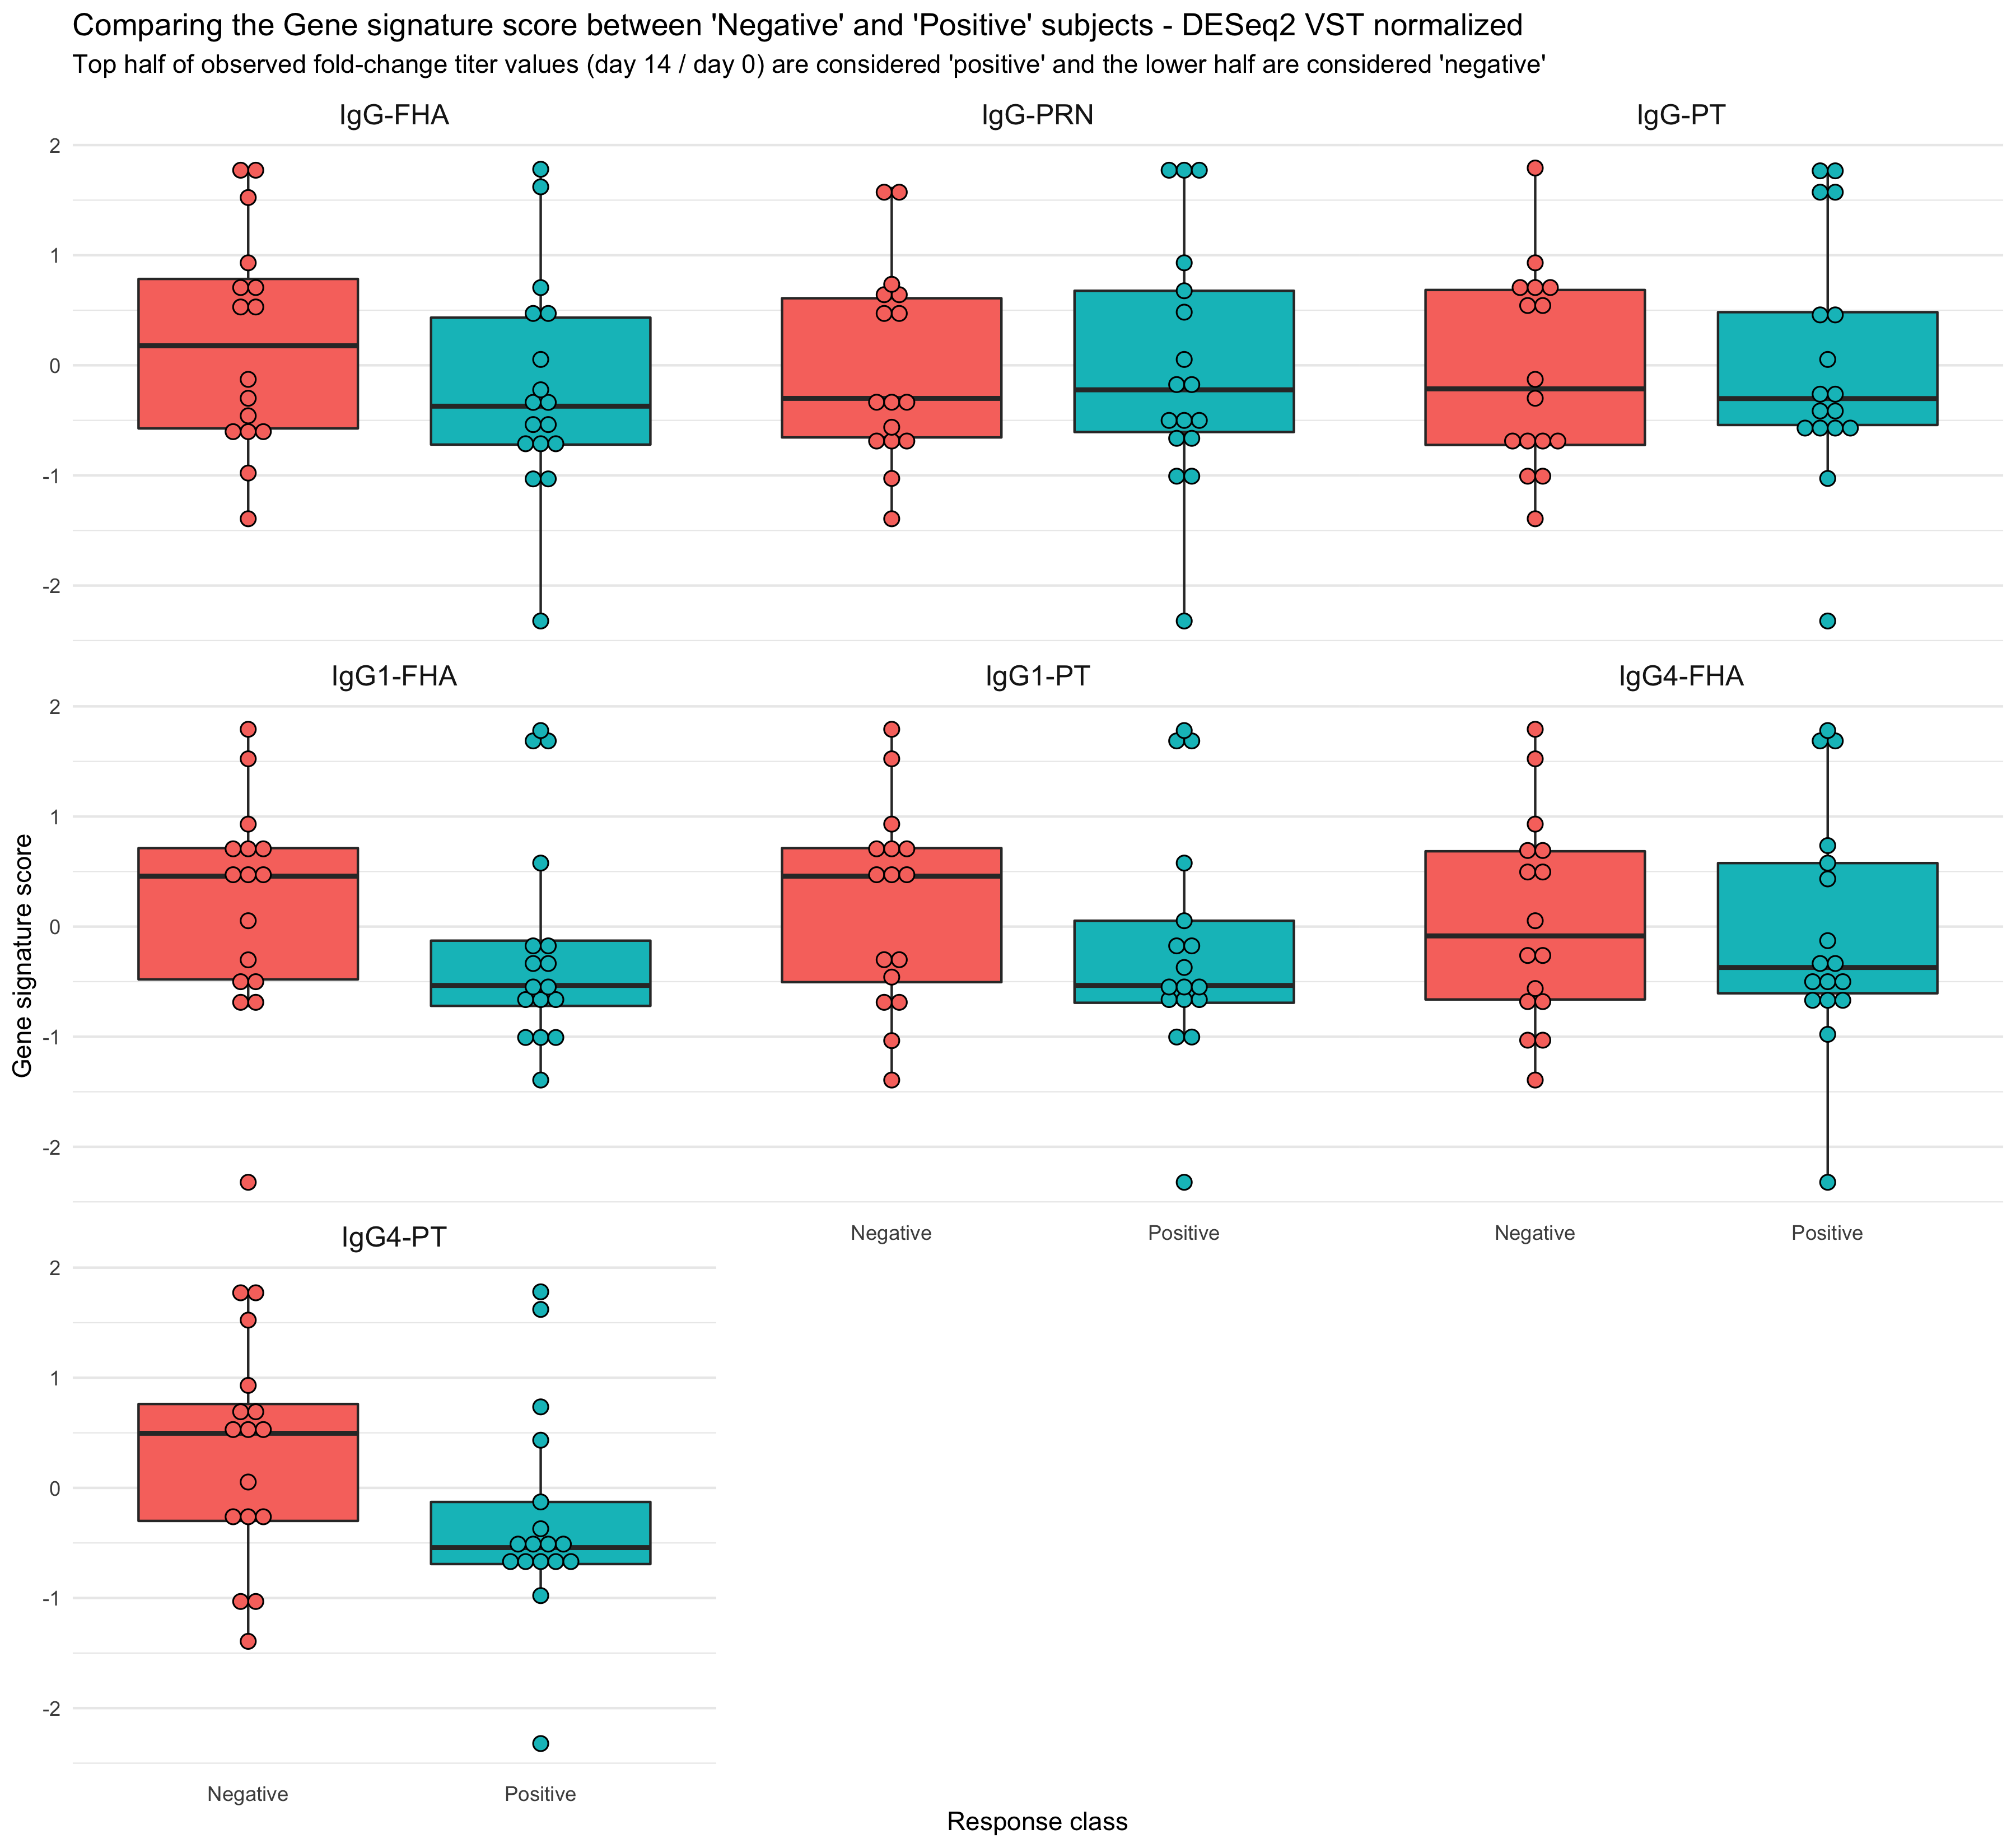 Comparing the Gene signature score between 'Negative' and 'Positive' subjects - DESeq2 VST normalized
Top half of observed fold-change titer values (day 14 / day 0) are considered 'positive' and the lower half are considered 'negative'
IgG-FHA IgG-PRN IgG-PT
2
1
0
-1
-2
IgG1-FHA IgG1-PT IgG4-FHA
2
1
0
-1
-2
Gene signature score
Negative Positive Negative Positive
IgG4-PT
2
1
0
-1
-2
Negative Positive
Response class